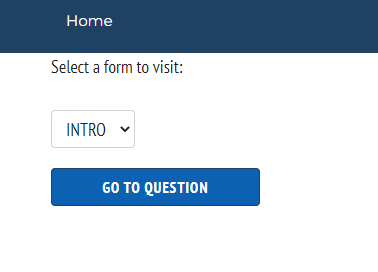 Home
Select a form to visit:
INTRO
GO TO QUESTION